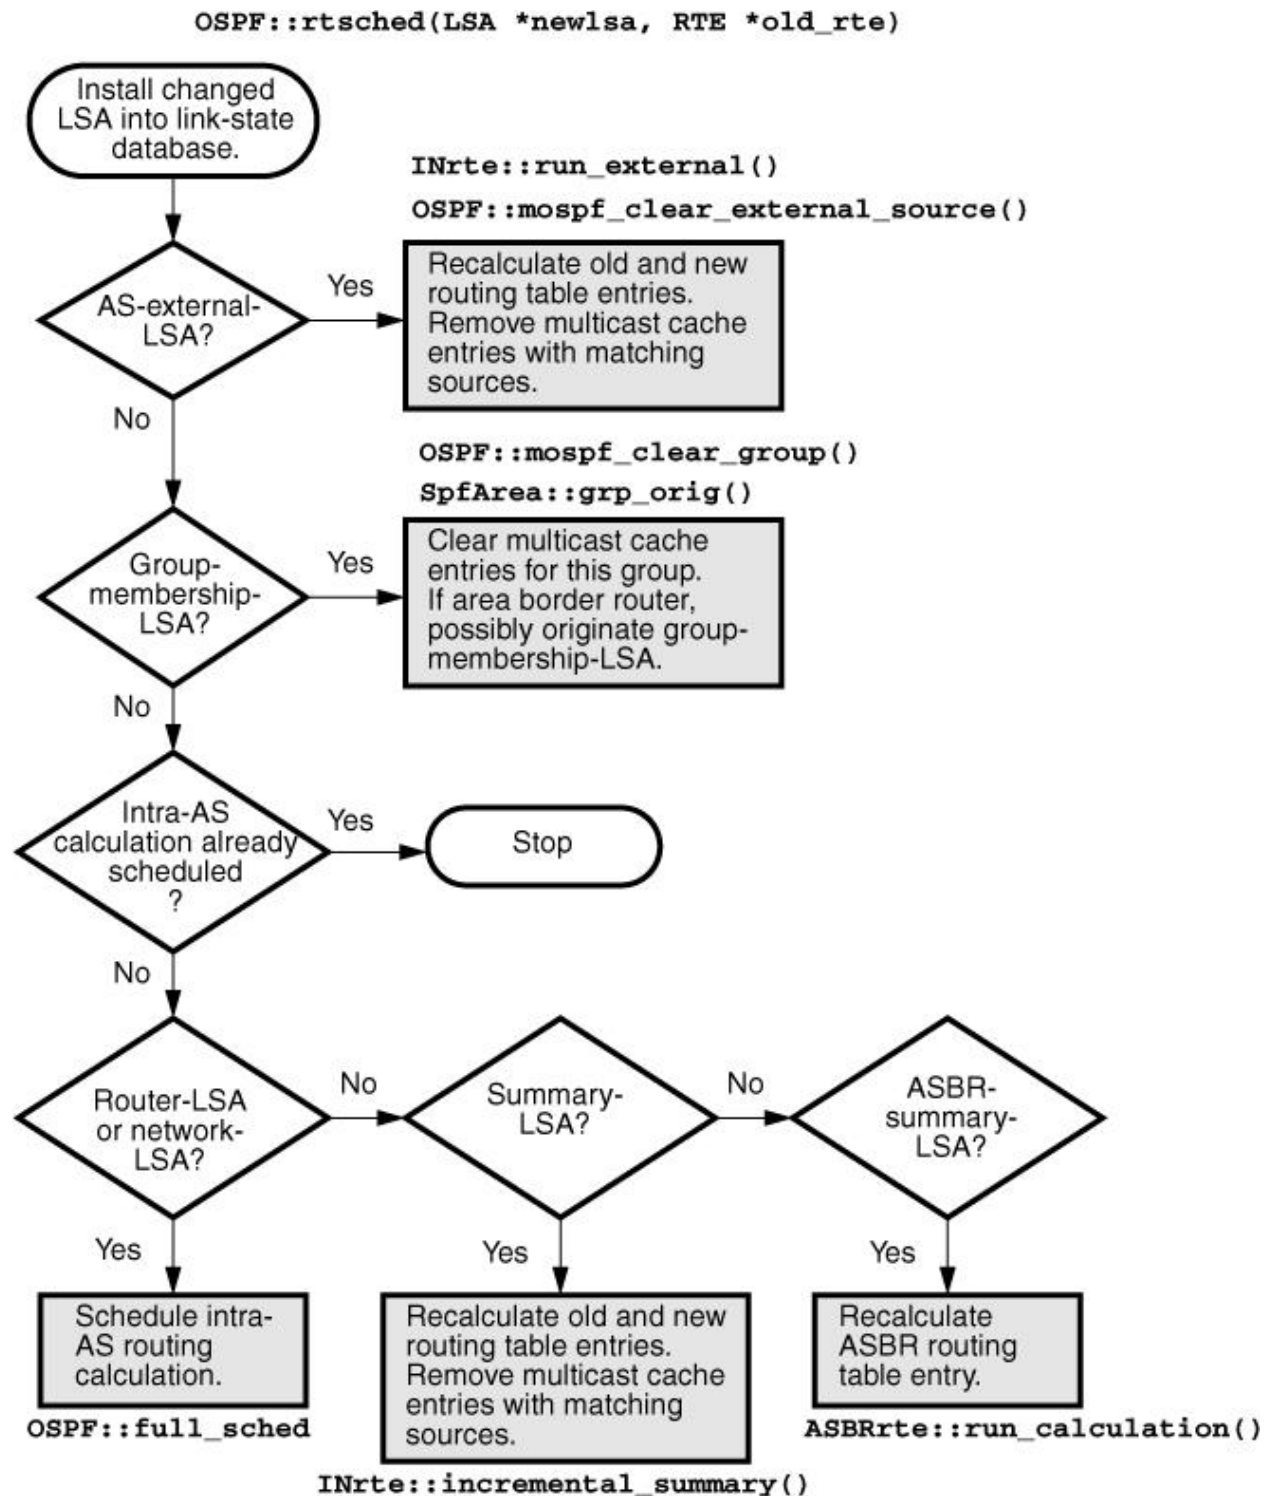 OSPF::rtsched(LSA *newlsa, RTE *old_rte)
Install changed
LSA into link-state
database.
INrte::run_external()
OSPF::mospf_clear_external_source()
AS-external-
LSA?
Yes
Recalculate old and new
routing table entries.
Remove multicast cache
entries with matching
sources.
No
OSPF::mospf_clear_group()
SpfArea::grp_orig()
Group-
membership-
LSA?
Yes
Clear multicast cache
entries for this group.
If area border router,
possibly originate group-
membership-LSA.
No
Intra-AS
calculation already
scheduled
?
Yes
Stop
No
Router-LSA
or network-
LSA?
No
Summary-
LSA?
No
ASBR-
summary-
LSA?
Yes
Yes
Yes
Schedule intra-
AS routing
calculation.
OSPF::full_sched
Recalculate old and new
routing table entries.
Remove multicast cache
entries with matching
sources.
INrte::incremental_summary()
Recalculate
ASBR routing
table entry.
ASBRrte::run_calculation()